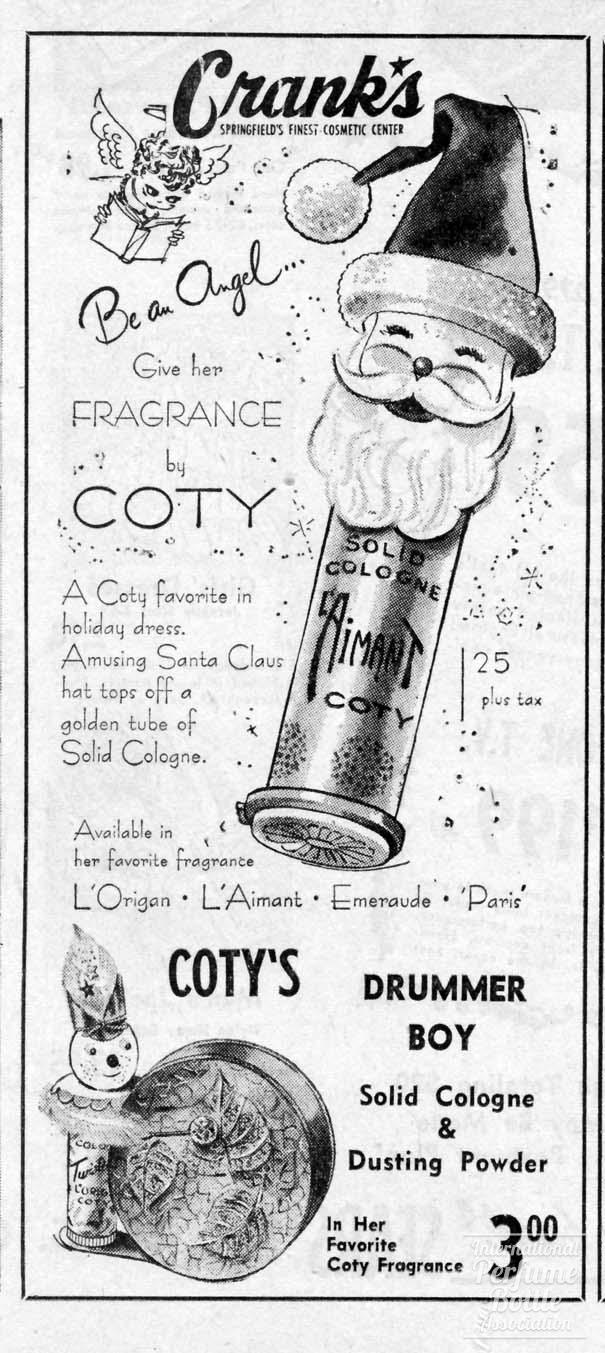 Crank's
SPRINGFIELD'S FINEST COSMETIC CENTER
Be an Angel...
Give her
FRAGRANCE
by
COTY
SOLID
COLOGNE
L'AIMANT
COTY
A Coty favorite in
holiday dress.
Amusing Santa Claus
hat tops off a
golden tube of
Solid Cologne.
1 25
plus tax
Available in
her favorite fragrance
L'Origan • L'Aimant • Emeraude • 'Paris'
COTY'S
DRUMMER
BOY
Solid Cologne
&
Dusting Powder
In Her
Favorite
Coty Fragrance
3 00
COTY
International
Perfume
Bottle
Association